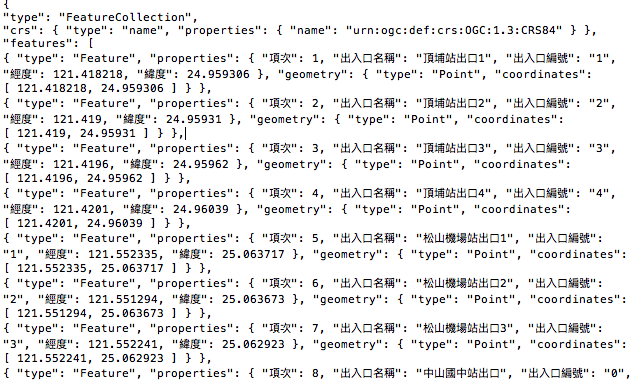 {
"type": "FeatureCollection",
"crs": { "type": "name", "properties": { "name": "urn:ogc:def:crs:OGC:1.3:CRS84" } },
"features": [
{ "type": "Feature", "properties": { "項次": 1, "出入口名稱": "頂埔站出口1", "出入口編號": "1",
"經度": 121.418218, "緯度": 24.959306 }, "geometry": { "type": "Point", "coordinates":
[ 121.418218, 24.959306 ] } },
{ "type": "Feature", "properties": { "項次": 2, "出入口名稱": "頂埔站出口2", "出入口編號": "2",
"經度": 121.419, "緯度": 24.95931 }, "geometry": { "type": "Point", "coordinates":
[ 121.419, 24.95931 ] } },
{ "type": "Feature", "properties": { "項次": 3, "出入口名稱": "頂埔站出口3", "出入口編號": "3",
"經度": 121.4196, "緯度": 24.95962 }, "geometry": { "type": "Point", "coordinates":
[ 121.4196, 24.95962 ] } },
{ "type": "Feature", "properties": { "項次": 4, "出入口名稱": "頂埔站出口4", "出入口編號": "4",
"經度": 121.4201, "緯度": 24.96039 }, "geometry": { "type": "Point", "coordinates":
[ 121.4201, 24.96039 ] } },
{ "type": "Feature", "properties": { "項次": 5, "出入口名稱": "松山機場站出口1", "出入口編號":
"1", "經度": 121.552335, "緯度": 25.063717 }, "geometry": { "type": "Point", "coordinates":
[ 121.552335, 25.063717 ] } },
{ "type": "Feature", "properties": { "項次": 6, "出入口名稱": "松山機場站出口2", "出入口編號":
"2", "經度": 121.551294, "緯度": 25.063673 }, "geometry": { "type": "Point", "coordinates":
[ 121.551294, 25.063673 ] } },
{ "type": "Feature", "properties": { "項次": 7, "出入口名稱": "松山機場站出口3", "出入口編號":
"3", "經度": 121.552241, "緯度": 25.062923 }, "geometry": { "type": "Point", "coordinates":
[ 121.552241, 25.062923 ] } },
{ "type": "Feature", "properties": { "項次": 8, "出入口名稱": "中山國中站出口", "出入口編號": "0",